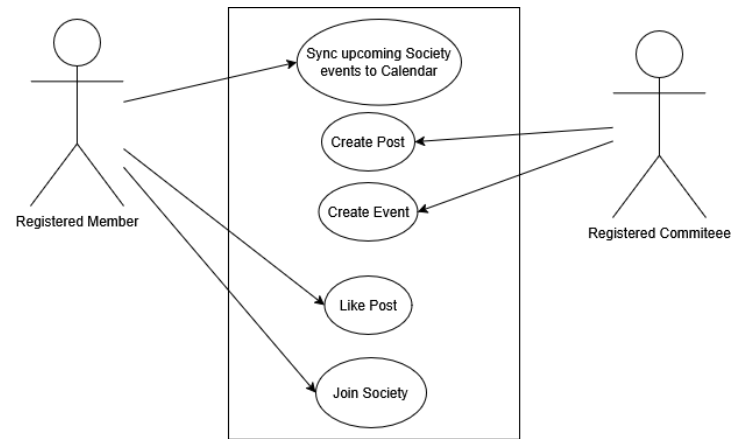 Sync upcoming Society
events to Calendar
Create Post
Create Event
Registered Member
Registered Commiteee
Like Post
Join Society